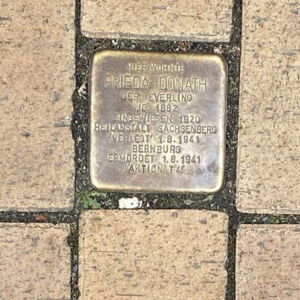 HIER WOHNTE
FRIEDA DONATH
GEB. EVERLING
JG. 1882
EINGEWIESEN 1920
HEILANSTALT SACHSENBERG
'VERLEGT' 1.8.1941
BERNBURG
ERMORDET 1.8.1941
'AKTION T4'